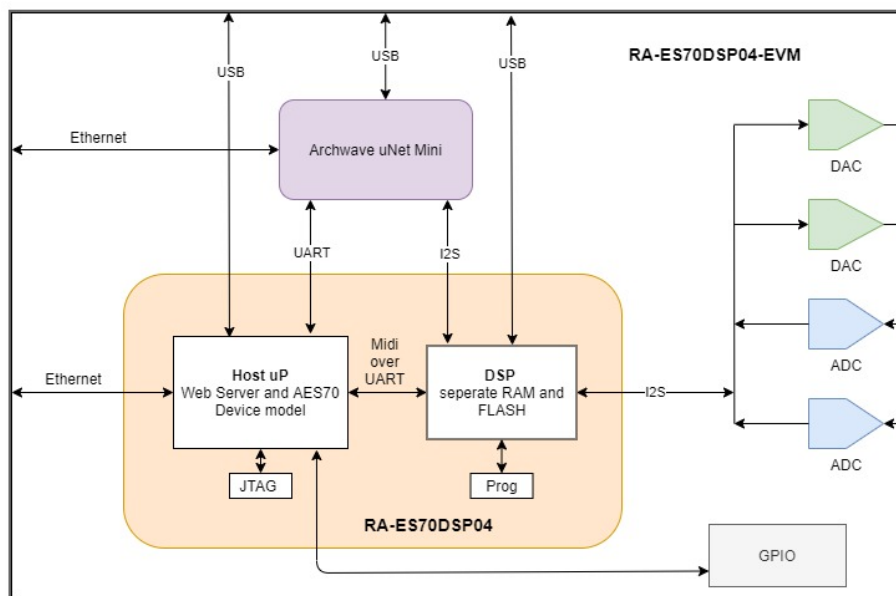 USB
USB
USB
RA-ES70DSP04-EVM
Ethernet
Archwave uNet Mini
DAC
UART
I2S
DAC
Midi
over
UART
Host uP
Web Server and AES70
Device model
DSP
seperate RAM and
FLASH
ADC
Ethernet
I2S
ADC
JTAG
Prog
RA-ES70DSP04
GPIO